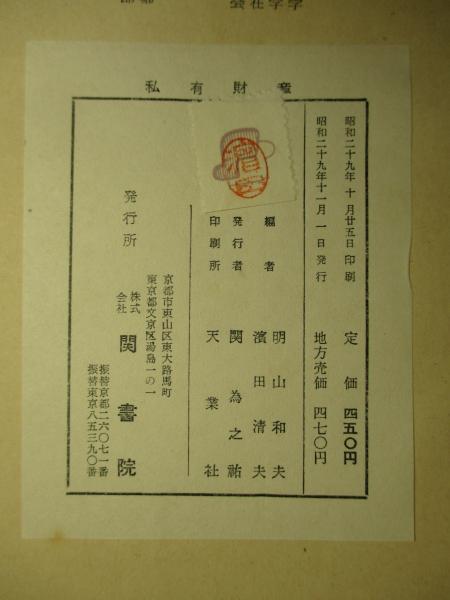 私有財産
昭和二十九年十月廿五日印刷
昭和二十九年十一月一日発行
定価 四五〇円
地方売価 四七〇円
編者 明山和夫
濱田清夫
発行者 関為之祐
印刷所 天業社
京都市東山区東大路馬町
東京都文京区湯島一の一
発行所 株式会社 関書院
振替京都二六〇七一番
振替東京八五三九〇番